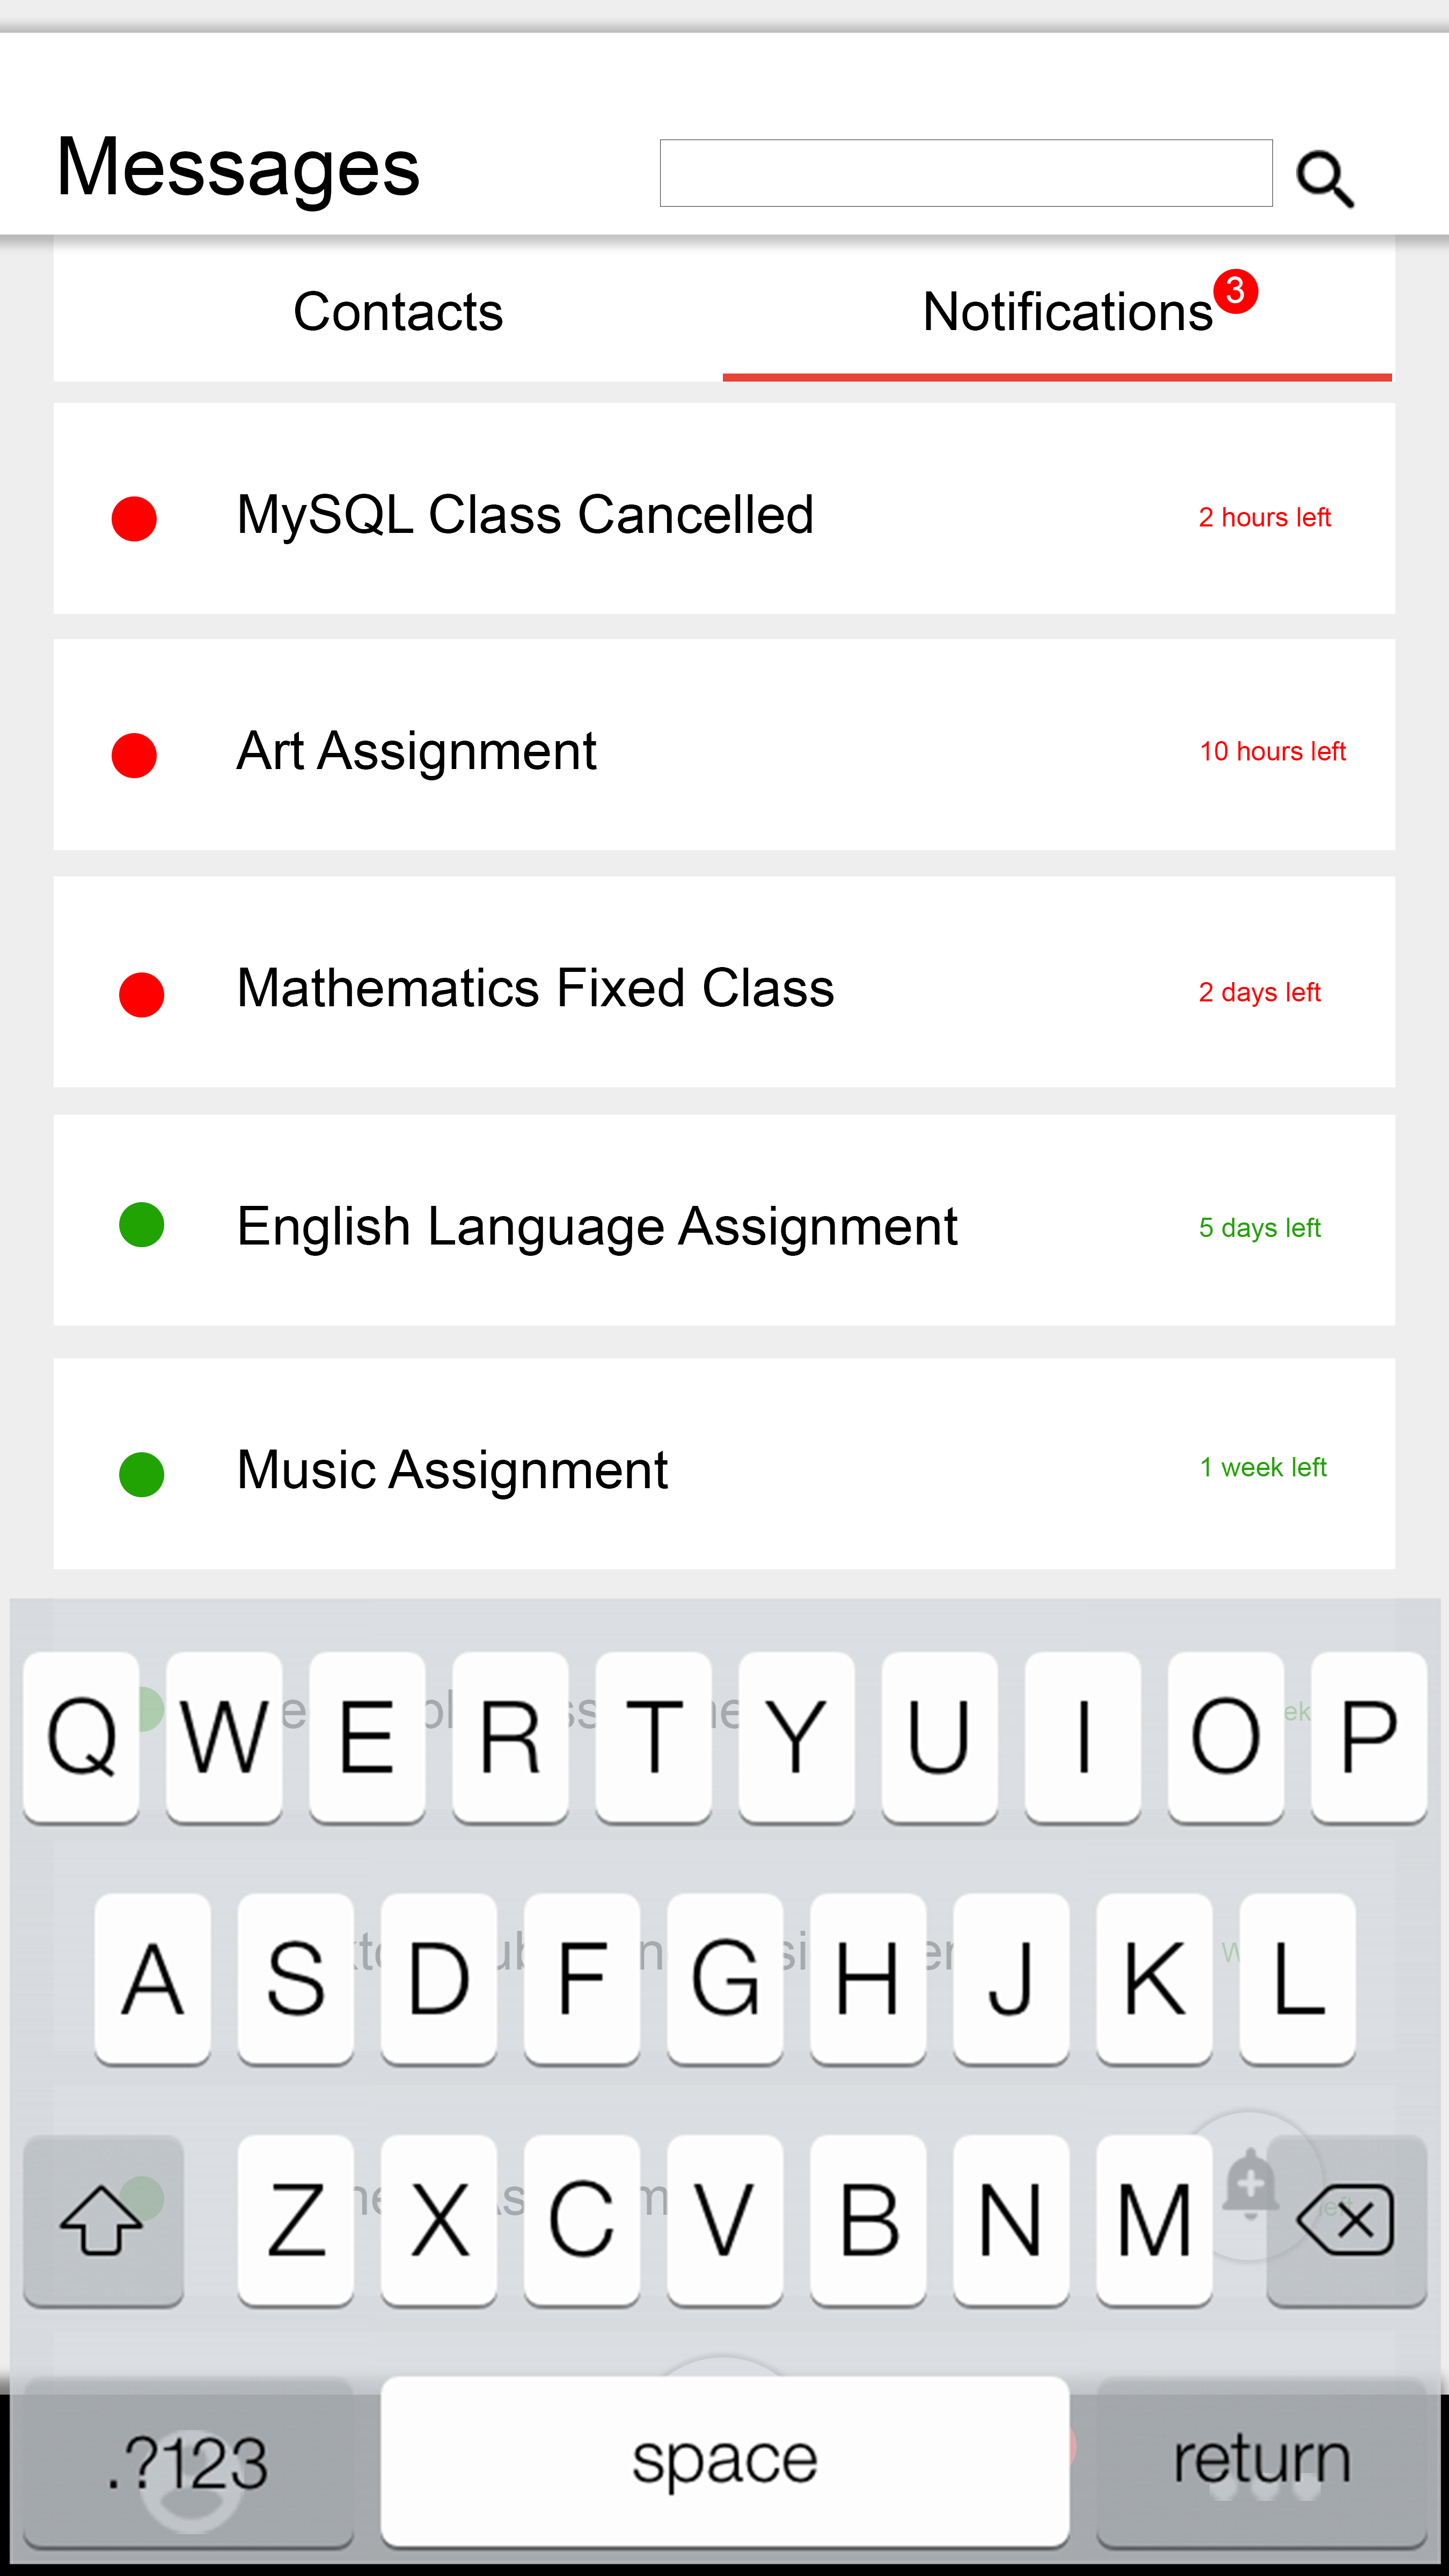 Messages
Contacts
Notifications 3
MySQL Class Cancelled 2 hours left
Art Assignment 10 hours left
Mathematics Fixed Class 2 days left
English Language Assignment 5 days left
Music Assignment 1 week left
Q W E R T Y U I O P
A S D F G H J K L
Z X C V B N M
.?123 space return